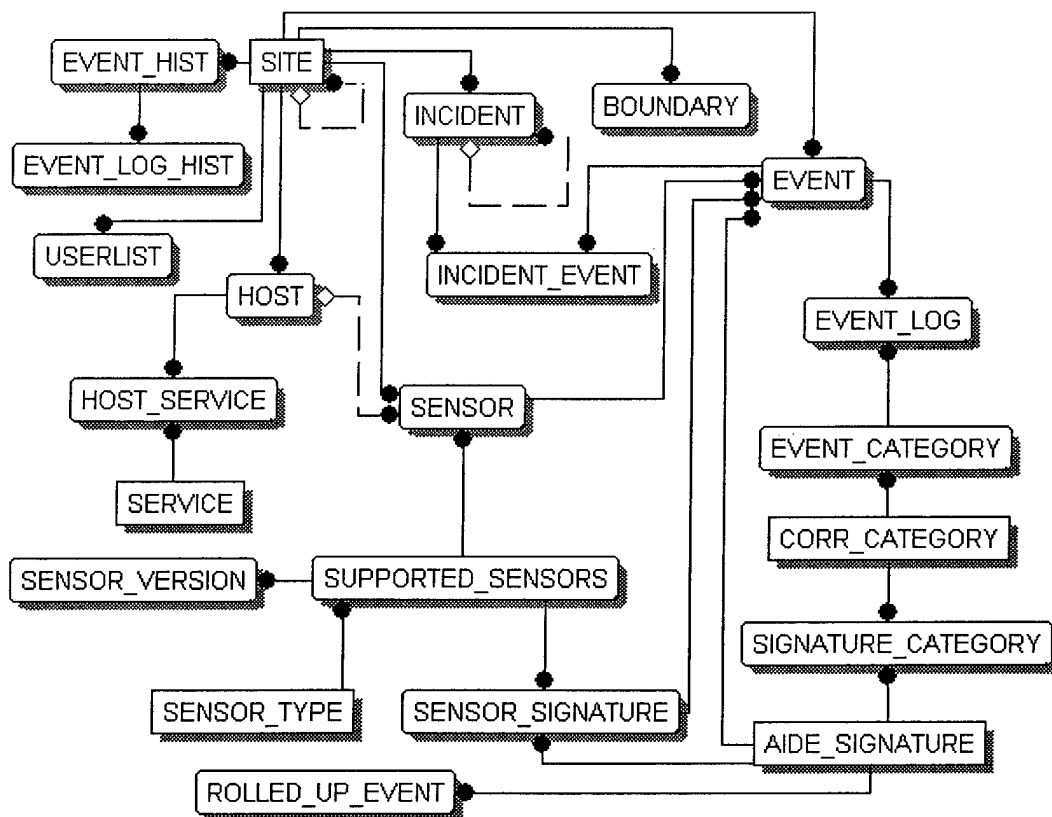 EVENT_HIST
SITE
INCIDENT
BOUNDARY
EVENT_LOG_HIST
EVENT
USERLIST
INCIDENT_EVENT
HOST
EVENT_LOG
HOST_SERVICE
SENSOR
EVENT_CATEGORY
SERVICE
CORR_CATEGORY
SENSOR_VERSION
SUPPORTED_SENSORS
SIGNATURE_CATEGORY
SENSOR_TYPE
SENSOR_SIGNATURE
AIDE_SIGNATURE
ROLLED_UP_EVENT